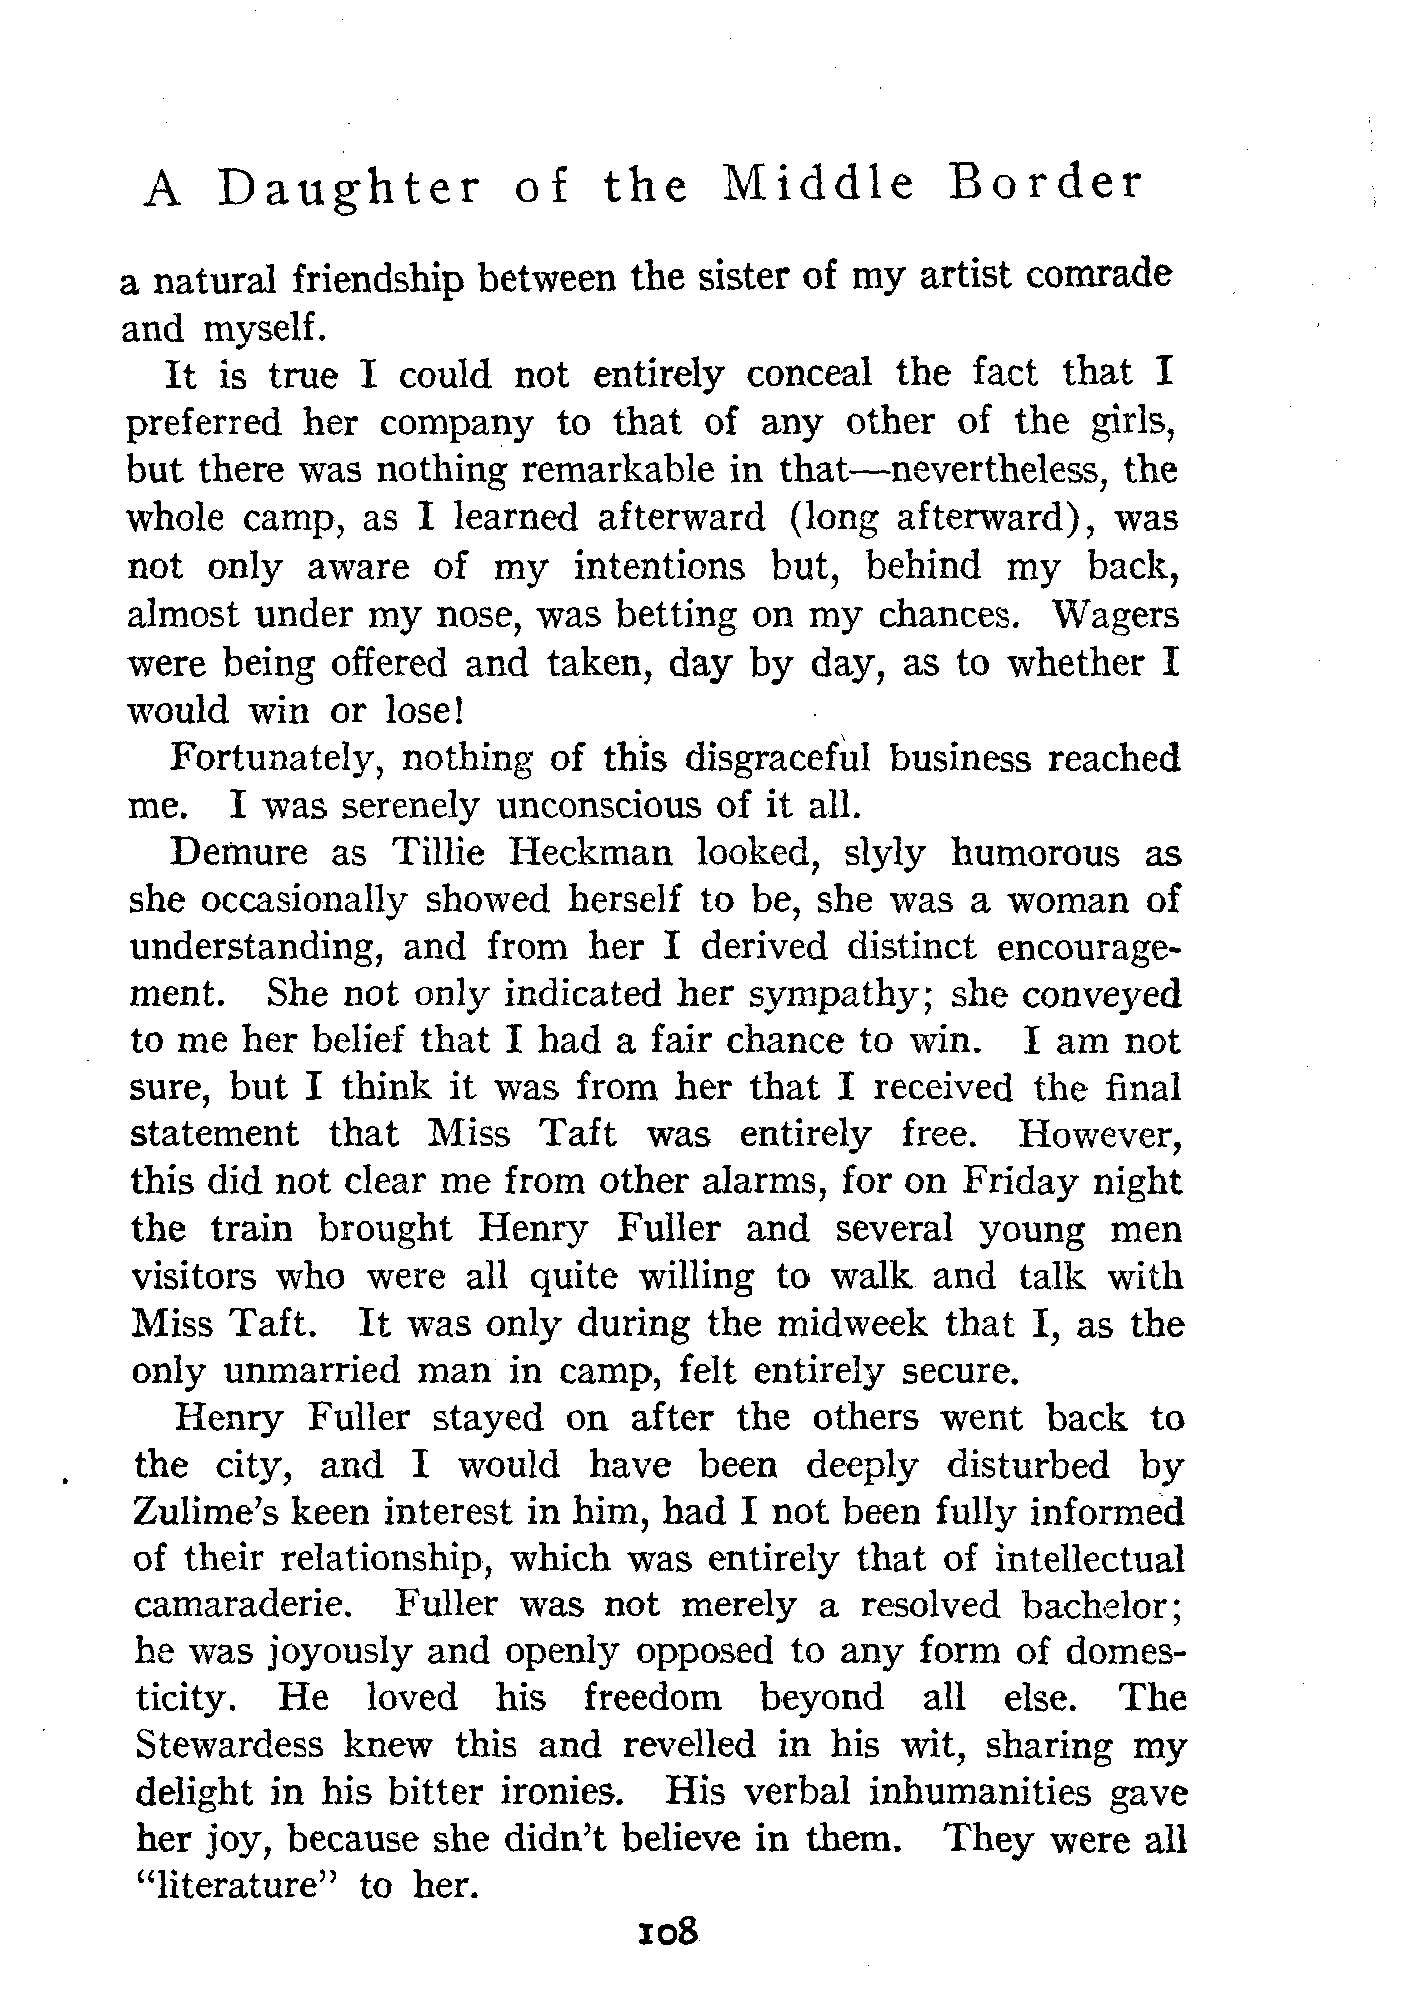 A Daughter of the Middle Border
a natural friendship between the sister of my artist comrade
and myself.
It is true I could not entirely conceal the fact that I
preferred her company to that of any other of the girls,
but there was nothing remarkable in that—nevertheless, the
whole camp, as I learned afterward (long afterward), was
not only aware of my intentions but, behind my back,
almost under my nose, was betting on my chances. Wagers
were being offered and taken, day by day, as to whether I
would win or lose!
Fortunately, nothing of this disgraceful business reached
me. I was serenely unconscious of it all.
Demure as Tillie Heckman looked, slyly humorous as
she occasionally showed herself to be, she was a woman of
understanding, and from her I derived distinct encourage-
ment. She not only indicated her sympathy; she conveyed
to me her belief that I had a fair chance to win. I am not
sure, but I think it was from her that I received the final
statement that Miss Taft was entirely free. However,
this did not clear me from other alarms, for on Friday night
the train brought Henry Fuller and several young men
visitors who were all quite willing to walk and talk with
Miss Taft. It was only during the midweek that I, as the
only unmarried man in camp, felt entirely secure.
Henry Fuller stayed on after the others went back to
the city, and I would have been deeply disturbed by
Zulime's keen interest in him, had I not been fully informed
of their relationship, which was entirely that of intellectual
camaraderie. Fuller was not merely a resolved bachelor;
he was joyously and openly opposed to any form of domes-
ticity. He loved his freedom beyond all else. The
Stewardess knew this and revelled in his wit, sharing my
delight in his bitter ironies. His verbal inhumanities gave
her joy, because she didn't believe in them. They were all
"literature" to her.
108